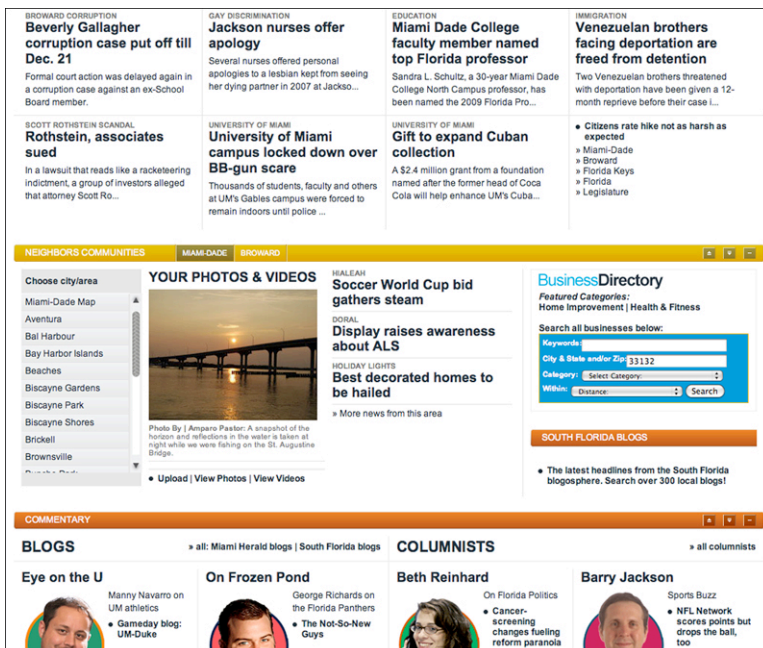 BROWARD CORRUPTION
Beverly Gallagher
corruption case put off till
Dec. 21
Formal court action was delayed again in
a corruption case against an ex-School
Board member.
GAY DISCRIMINATION
Jackson nurses offer
apology
Several nurses offered personal
apologies to a lesbian kept from seeing
her dying partner in 2007 at Jackso...
EDUCATION
Miami Dade College
faculty member named
top Florida professor
Sandra L. Schultz, a 30-year Miami Dade
College North Campus professor, has
been named the 2009 Florida Pro...
IMMIGRATION
Venezuelan brothers
facing deportation are
freed from detention
Two Venezuelan brothers threatened
with deportation have been given a 12-
month reprieve before their case i...
SCOTT ROTHSTEIN SCANDAL
Rothstein, associates
sued
In a lawsuit that reads like a racketeering
indictment, a group of investors alleged
that attorney Scott Ro...
UNIVERSITY OF MIAMI
University of Miami
campus locked down over
BB-gun scare
Thousands of students, faculty and others
at UM's Gables campus were forced to
remain indoors until police ...
UNIVERSITY OF MIAMI
Gift to expand Cuban
collection
A $2.4 million grant from a foundation
named after the former head of Coca
Cola will help enhance UM's Cuba...
• Citizens rate hike not as harsh as
expected
» Miami-Dade
» Broward
» Florida Keys
» Florida
» Legislature
NEIGHBORS COMMUNITIES MIAMI-DADE BROWARD
Choose city/area
Miami-Dade Map
Aventura
Bal Harbour
Bay Harbor Islands
Beaches
Biscayne Gardens
Biscayne Park
Biscayne Shores
Brickell
Brownsville
YOUR PHOTOS & VIDEOS
Photo By | Amparo Pastor: A snapshot of the
horizon and reflections in the water is taken at
night while we were fishing on the St. Augustine
Bridge.
• Upload | View Photos | View Videos
HIALEAH
Soccer World Cup bid
gathers steam
DORAL
Display raises awareness
about ALS
HOLIDAY LIGHTS
Best decorated homes to
be hailed
» More news from this area
BusinessDirectory
Featured Categories:
Home Improvement | Health & Fitness
Search all businesses below:
Keywords:
City & State and/or Zip: 33132
Category: Select Category:
Within: Distance: Search
SOUTH FLORIDA BLOGS
• The latest headlines from the South Florida
blogosphere. Search over 300 local blogs!
COMMENTARY
BLOGS » all: Miami Herald blogs | South Florida blogs
Eye on the U
Manny Navarro on
UM athletics
• Gameday blog:
UM-Duke
On Frozen Pond
George Richards on
the Florida Panthers
• The Not-So-New
Guys
COLUMNISTS » all columnists
Beth Reinhard
On Florida Politics
• Cancer-
screening
changes fueling
reform paranoia
Barry Jackson
Sports Buzz
• NFL Network
scores points but
drops the ball,
too